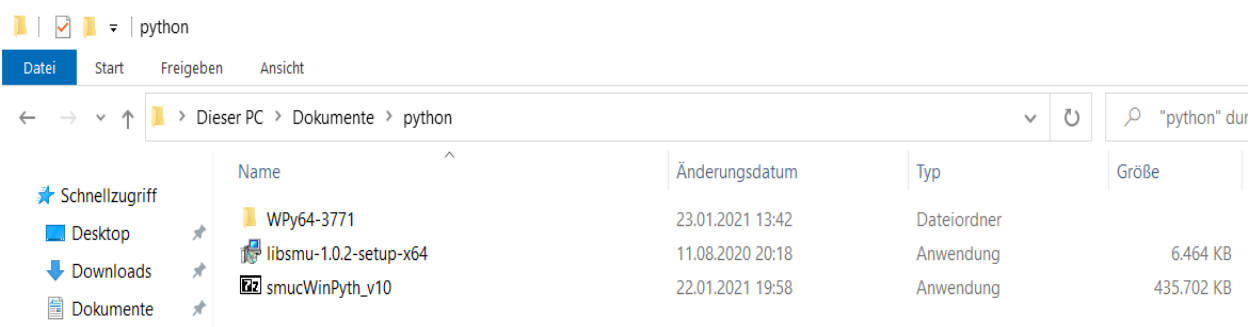 python
Datei Start Freigeben Ansicht
Dieser PC Dokumente python "python" dur
Name Änderungsdatum Typ Größe
Schnellzugriff
WPy64-3771 23.01.2021 13:42 Dateiordner
Desktop
libsmu-1.0.2-setup-x64 11.08.2020 20:18 Anwendung 6.464 KB
Downloads
smucWinPyth_v10 22.01.2021 19:58 Anwendung 435.702 KB
Dokumente